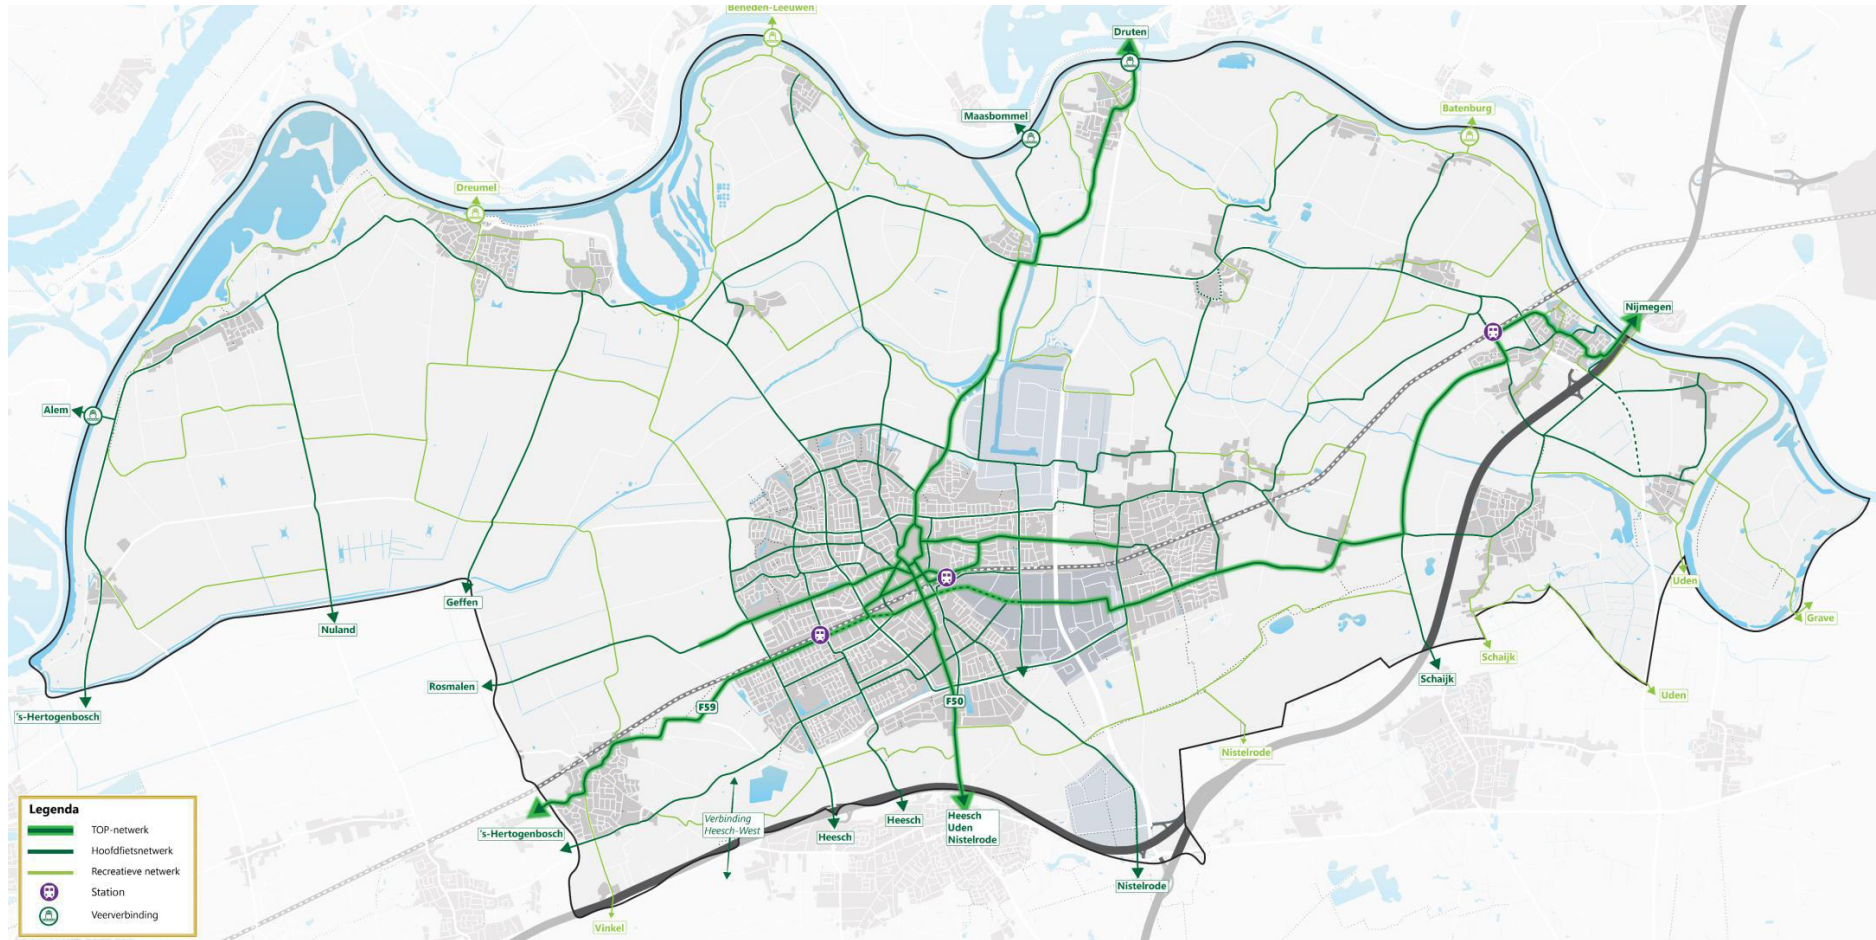 Beneden-Leeuwen
Druten
Maasbommel
Batenburg
Dreumel
Nijmegen
Alem
Geffen
Uden
Nuland
Grave
Schaijk
Rosmalen
Schaijk
Uden
's-Hertogenbosch
F59
F50
Nistelrode
Legenda
TOP-netwerk
Hoofdfietsnetwerk
Recreatieve netwerk
Station
Veerverbinding
's-Hertogenbosch
Verbinding
Heesch-West
Heesch
Heesch
Heesch
Uden
Nistelrode
Nistelrode
Vinkel